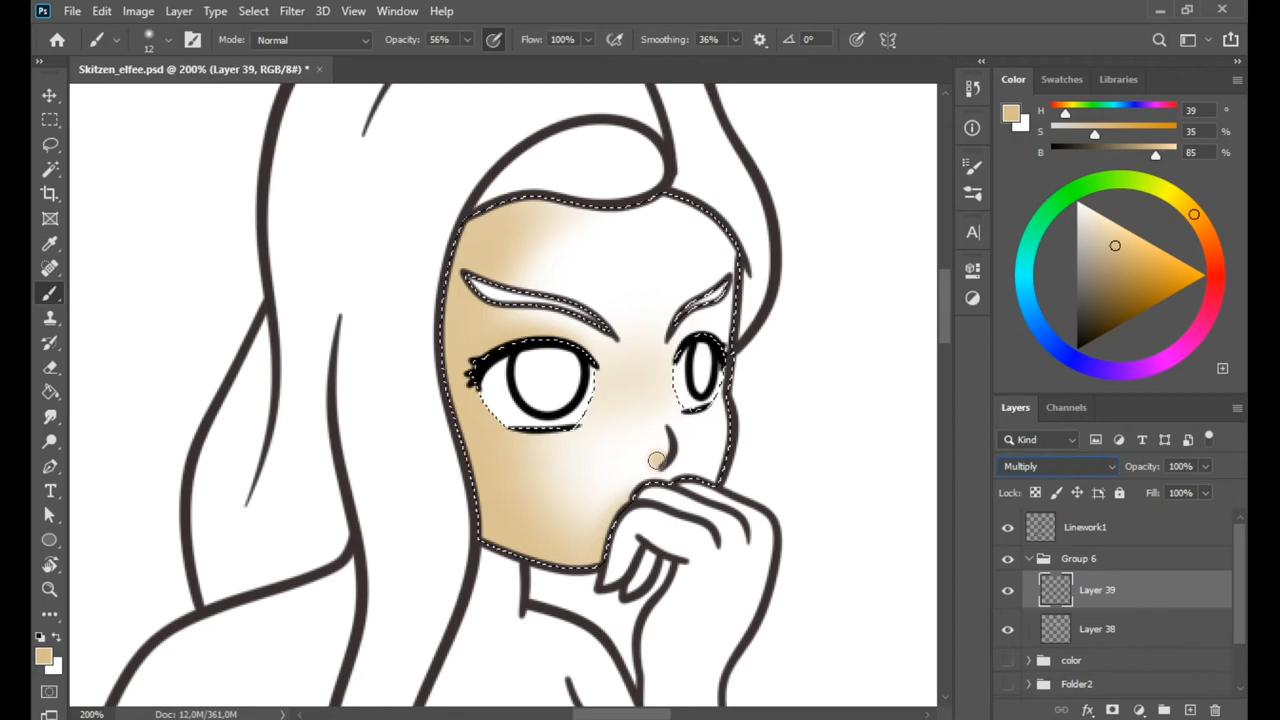 Ps File Edit Image Layer Type Select Filter 3D View Window Help
12 Mode: Normal Opacity: 56% Flow: 100% Smoothing: 36% 0°
Skitzen_elfee.psd @ 200% (Layer 39, RGB/8#) * ×
Color Swatches Libraries
H 39 °
S 35 %
B 85 %
A
T
Layers Channels
Kind T
Multiply Opacity: 100%
Lock: Fill: 100%
Linework1
Group 6
Layer 39
Layer 38
color
Folder2
fx
200% Doc: 12,0M/361,0M